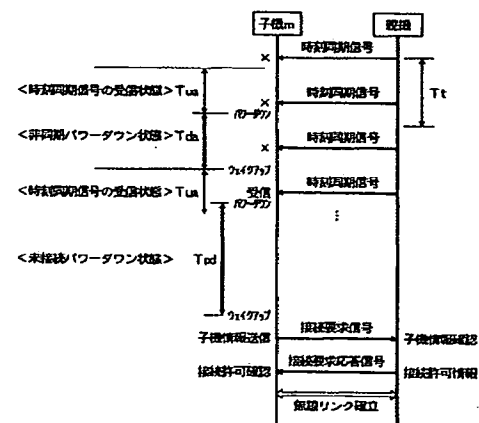 子機m 親機
× 時刻同期信号
Tt
<時刻同期信号の受信状態>Tua × 時刻同期信号
パワーダウン
<非同期パワーダウン状態>Tda × 時刻同期信号
ウェイクアップ
<時刻同期信号の受信状態>Tua 受信 時刻同期信号
パワーダウン
<未接続パワーダウン状態> Tpd
ウェイクアップ
子機情報送信 接続要求信号 子機情報確認
接続許可確認 接続要求応答信号 接続許可情報
無線リンク確立